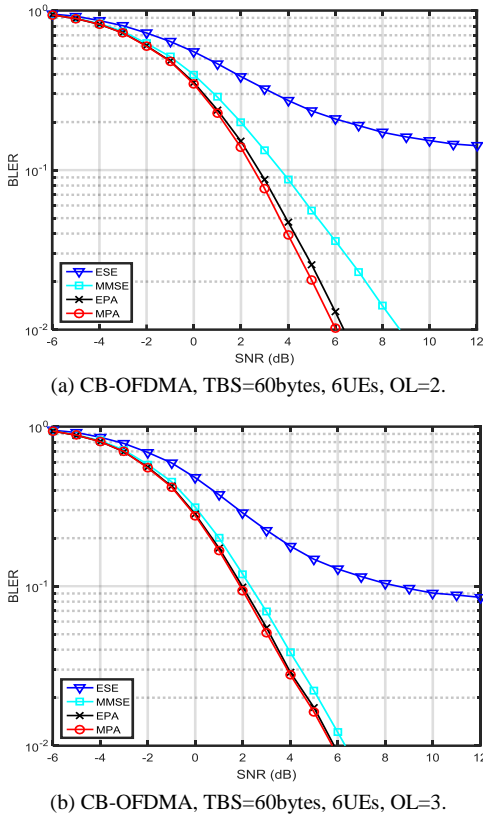 10^0
10^-1
10^-2
BLER
ESE
MMSE
EPA
MPA
-6 -4 -2 0 2 4 6 8 10 12
SNR (dB)
(a) CB-OFDMA, TBS=60bytes, 6UEs, OL=2.
10^0
10^-1
10^-2
BLER
ESE
MMSE
EPA
MPA
-6 -4 -2 0 2 4 6 8 10 12
SNR (dB)
(b) CB-OFDMA, TBS=60bytes, 6UEs, OL=3.